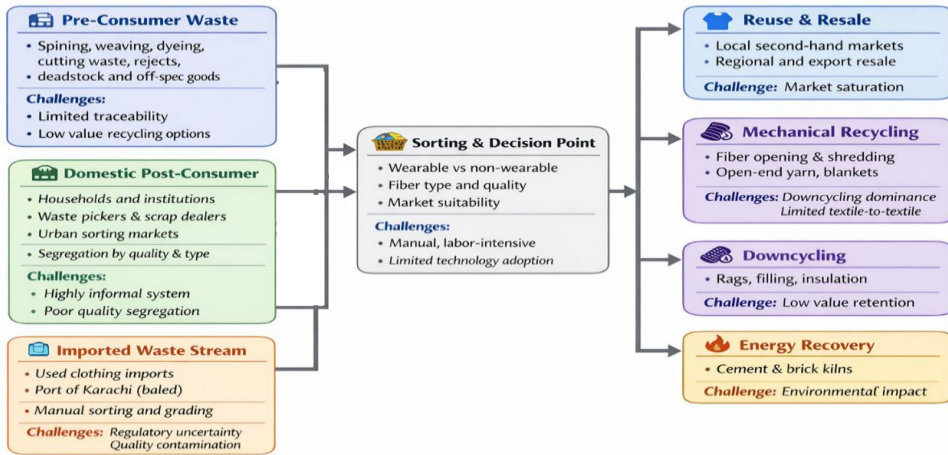 Pre-Consumer Waste
• Spining, weaving, dyeing,
cutting waste, rejects,
• deadstock and off-spec goods
Challenges:
• Limited traceability
• Low value recycling options
Domestic Post-Consumer
• Households and institutions
• Waste pickers & scrap dealers
• Urban sorting markets
• Segregation by quality & type
Challenges:
• Highly informal system
• Poor quality segregation
Imported Waste Stream
• Used clothing imports
• Port of Karachi (baled)
• Manual sorting and grading
Challenges: Regulatory uncertainty
Quality contamination
Sorting & Decision Point
• Wearable vs non-wearable
• Fiber type and quality
• Market suitability
Challenges:
• Manual, labor-intensive
• Limited technology adoption
Reuse & Resale
• Local second-hand markets
• Regional and export resale
Challenge: Market saturation
Mechanical Recycling
• Fiber opening & shredding
• Open-end yarn, blankets
Challenges: Downcycling dominance
Limited textile-to-textile
Downcycling
• Rags, filling, insulation
Challenge: Low value retention
Energy Recovery
• Cement & brick kilns
Challenge: Environmental impact